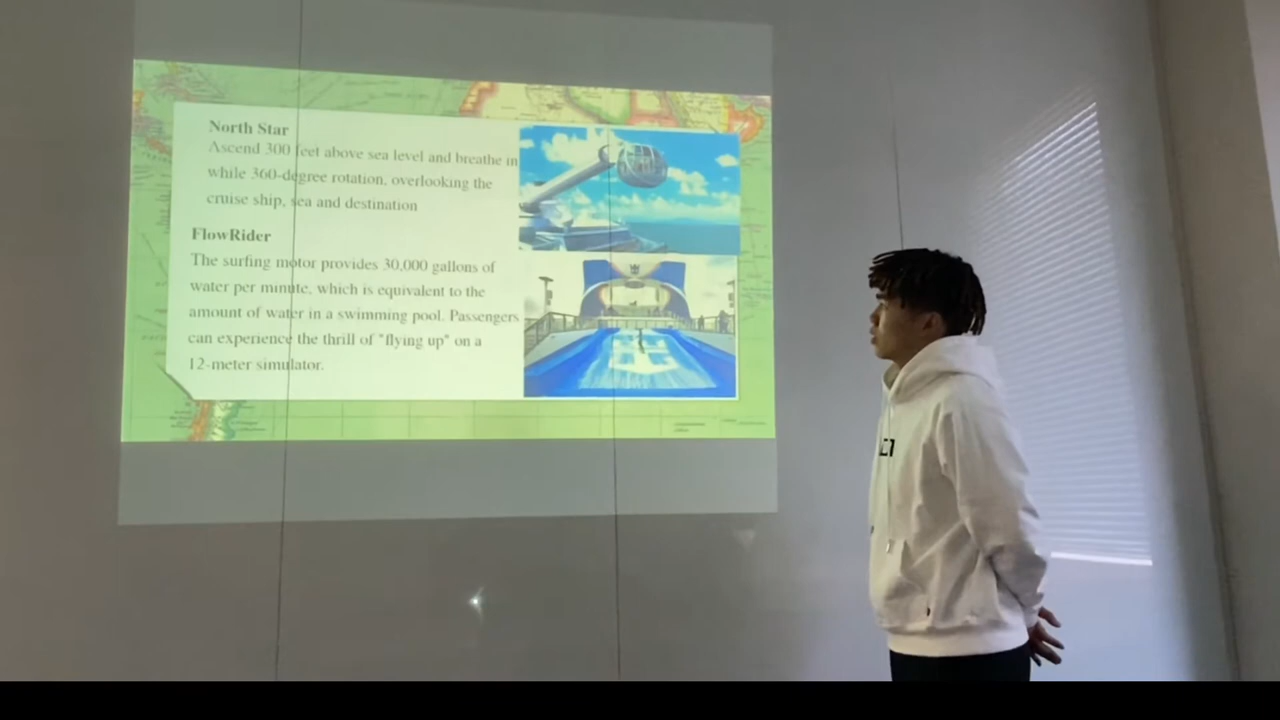 North Star
Ascend 300 feet above sea level and breathe in
while 360-degree rotation, overlooking the
cruise ship, sea and destination
FlowRider
The surfing motor provides 30,000 gallons of
water per minute, which is equivalent to the
amount of water in a swimming pool. Passengers
can experience the thrill of "flying up" on a
12-meter simulator.